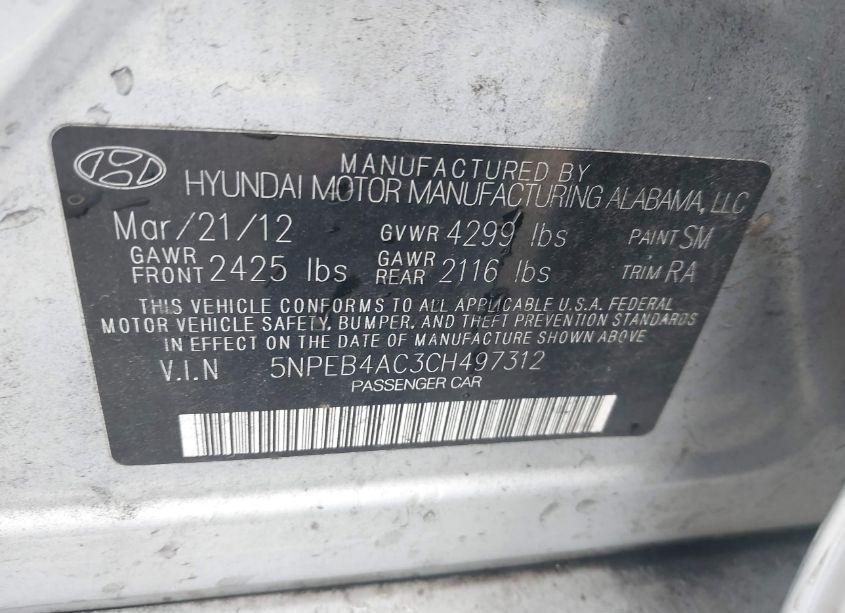 MANUFACTURED BY
HYUNDAI MOTOR MANUFACTURING ALABAMA, LLC
Mar/21/12 GVWR 4299 lbs PAINT SM
GAWR FRONT 2425 lbs GAWR REAR 2116 lbs TRIM RA
THIS VEHICLE CONFORMS TO ALL APPLICABLE U.S.A. FEDERAL
MOTOR VEHICLE SAFETY, BUMPER, AND THEFT PREVENTION STANDARDS
IN EFFECT ON THE DATE OF MANUFACTURE SHOWN ABOVE
V.I.N 5NPEB4AC3CH497312
PASSENGER CAR